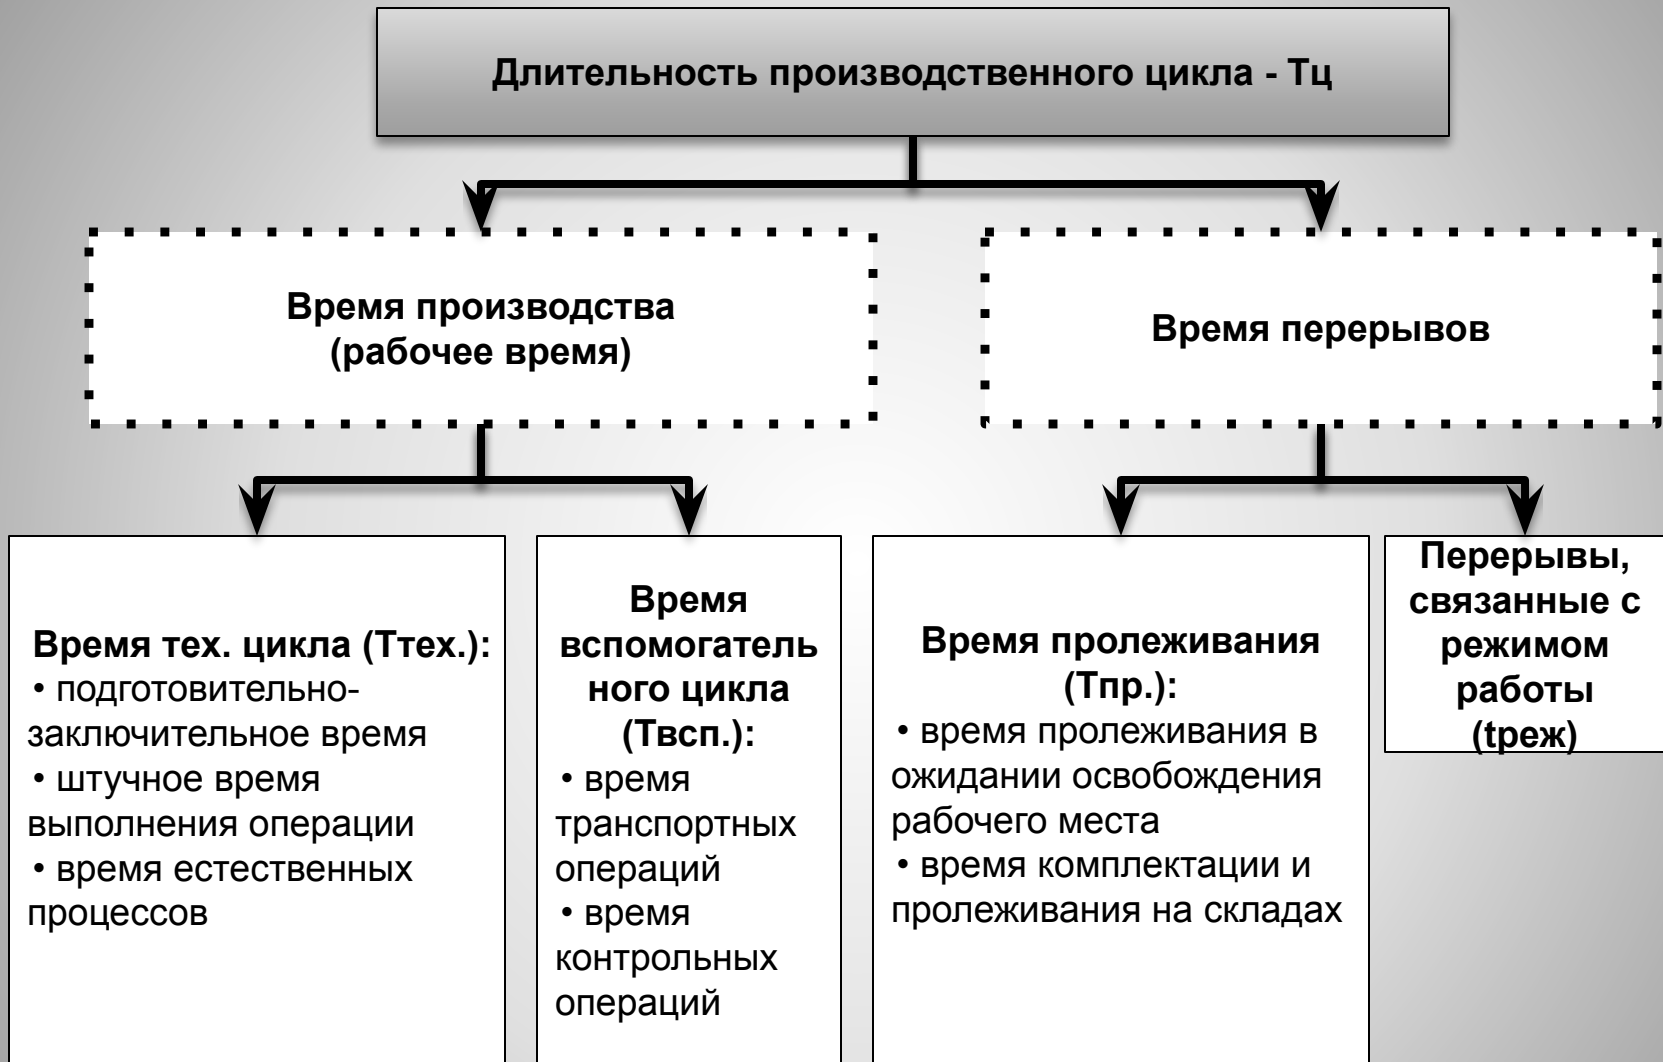 Длительность производственного цикла - Тц
Время производства
(рабочее время)
Время перерывов
Время тех. цикла (Ттех.):
• подготовительно-
заключительное время
• штучное время
выполнения операции
• время естественных
процессов
Время
вспомогатель
ного цикла
(Твсп.):
• время
транспортных
операций
• время
контрольных
операций
Время пролеживания
(Тпр.):
• время пролеживания в
ожидании освобождения
рабочего места
• время комплектации и
пролеживания на складах
Перерывы,
связанные с
режимом
работы
(tреж)